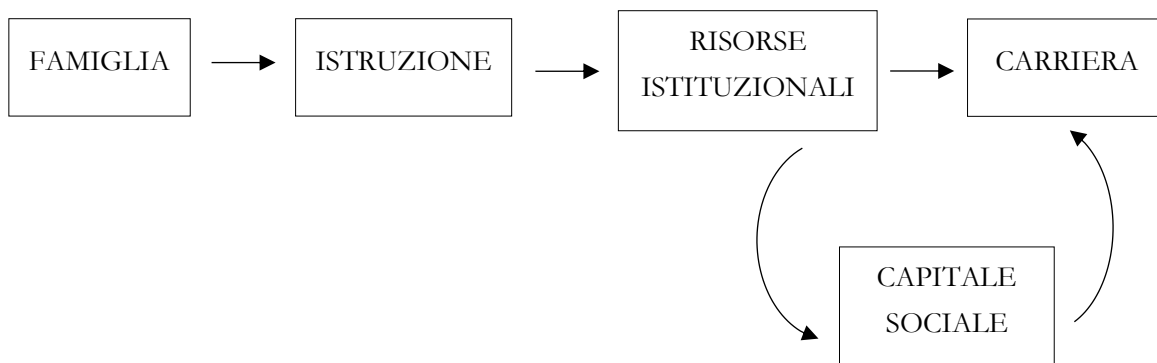 FAMIGLIA
ISTRUZIONE
RISORSE
ISTITUZIONALI
CARRIERA
CAPITALE
SOCIALE